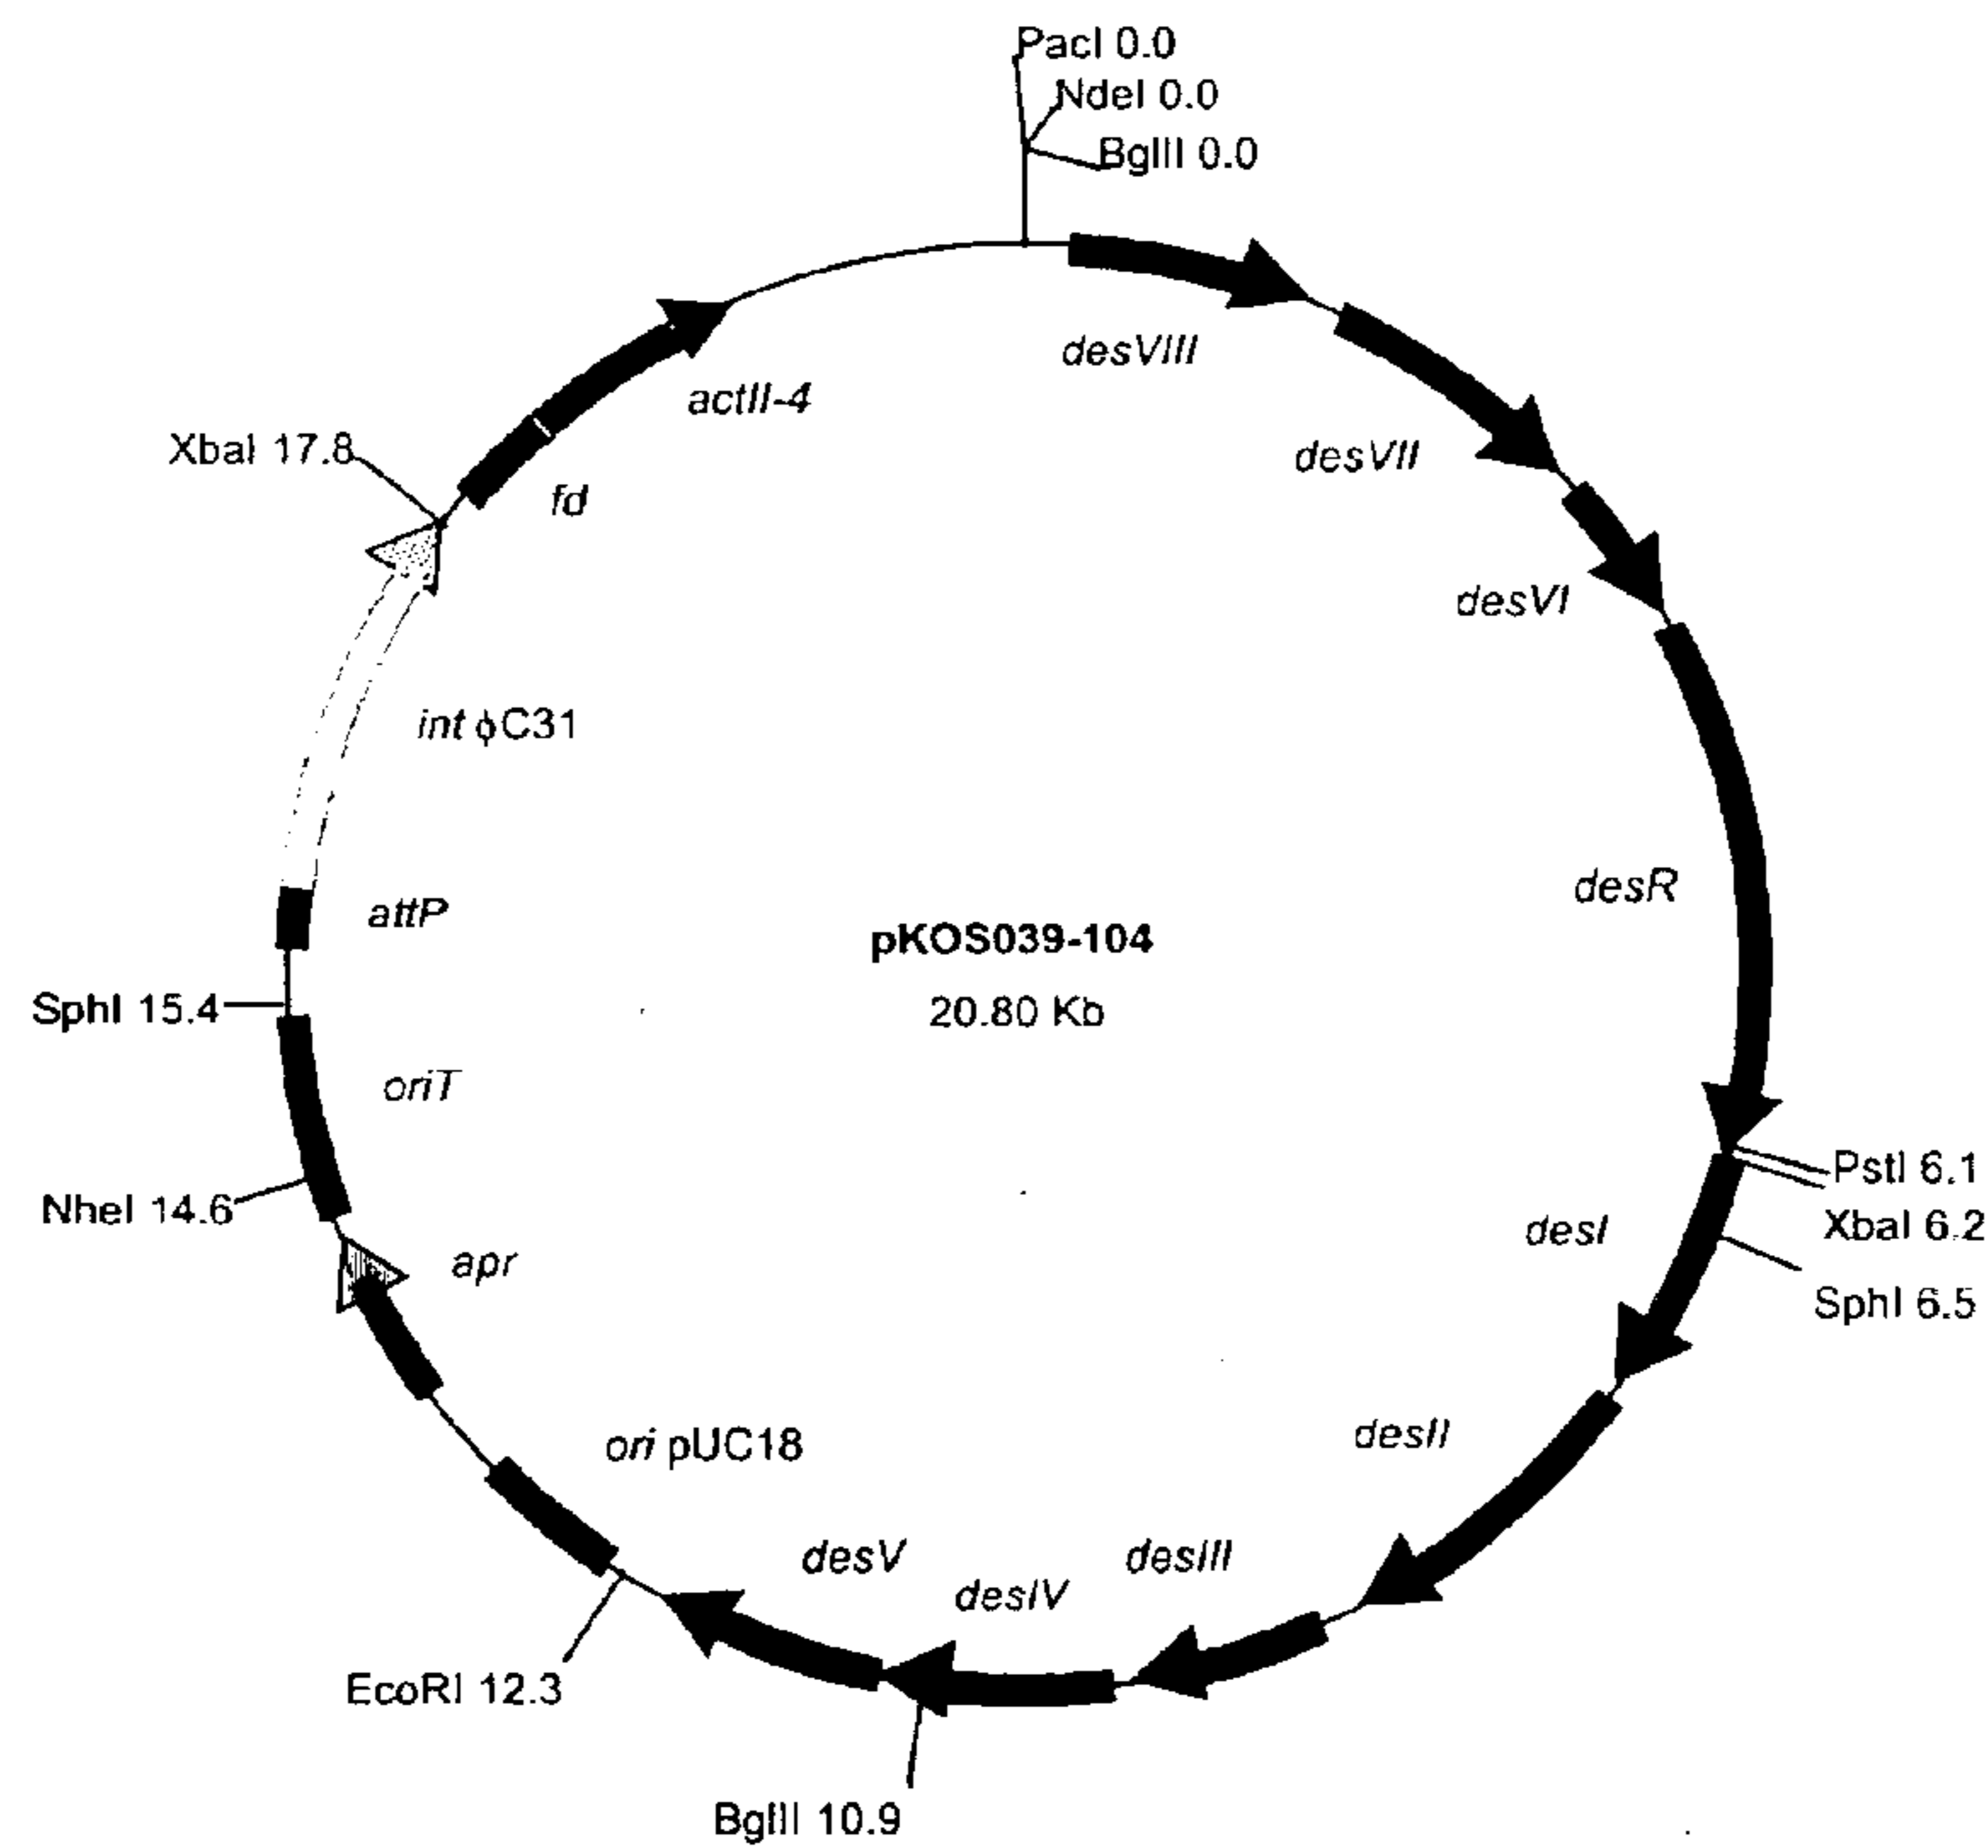 PacI 0.0
NdeI 0.0
BglII 0.0
desVIII
actII-4
XbaI 17.8
desVII
fd
desVI
int ϕC31
desR
attP
pKOS039-104
SphI 15.4
20.80 Kb
oriT
PstI 6.1
NheI 14.6
XbaI 6.2
desI
apr
SphI 6.5
desII
ori pUC18
desV
desIII
desIV
EcoRI 12.3
BglII 10.9